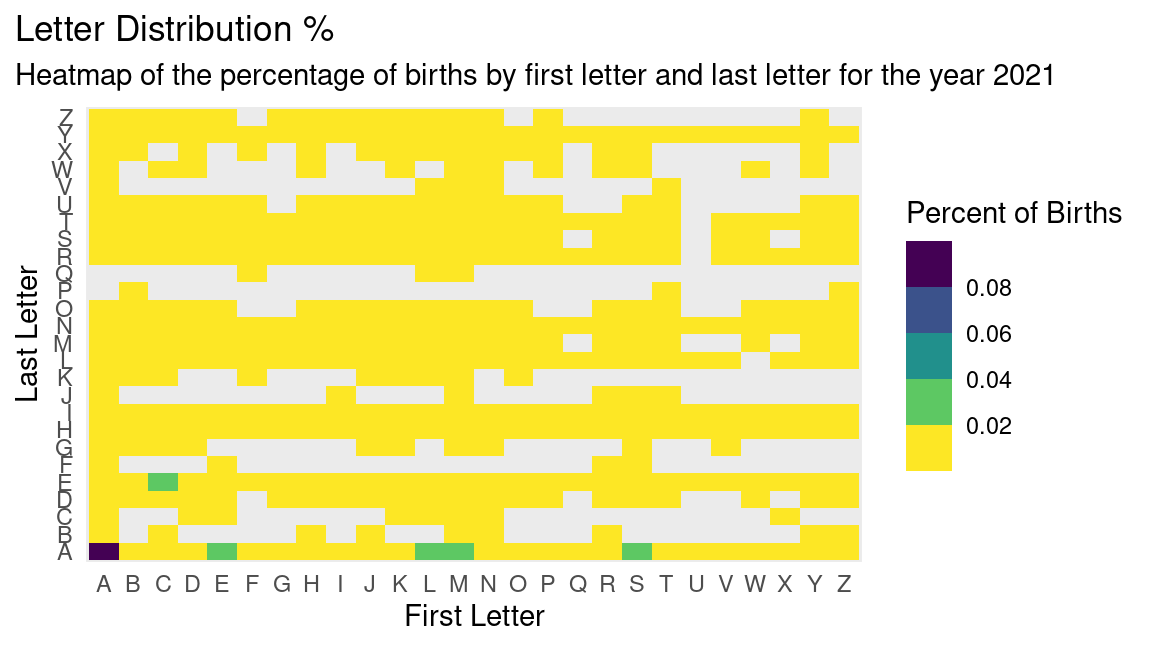 Letter Distribution %
Heatmap of the percentage of births by first letter and last letter for the year 2021
Last Letter
Z
Y
X
W
V
U
T
S
R
Q
P
O
N
M
L
K
J
I
H
G
F
E
D
C
B
A
A B C D E F G H I J K L M N O P Q R S T U V W X Y Z
First Letter
Percent of Births
0.08
0.06
0.04
0.02